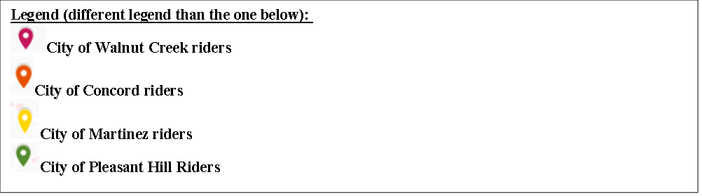 Legend (different legend than the one below):
City of Walnut Creek riders
City of Concord riders
City of Martinez riders
City of Pleasant Hill Riders